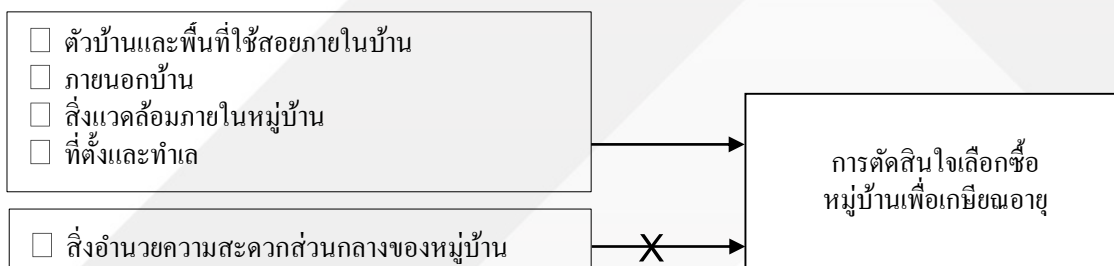 □ ตัวบ้านและพื้นที่ใช้สอยภายในบ้าน
□ ภายนอกบ้าน
□ สิ่งแวดล้อมภายในหมู่บ้าน
□ ที่ตั้งและทำเล
การตัดสินใจเลือกซื้อ
หมู่บ้านเพื่อเกษียณอายุ
□ สิ่งอำนวยความสะดวกส่วนกลางของหมู่บ้าน
X